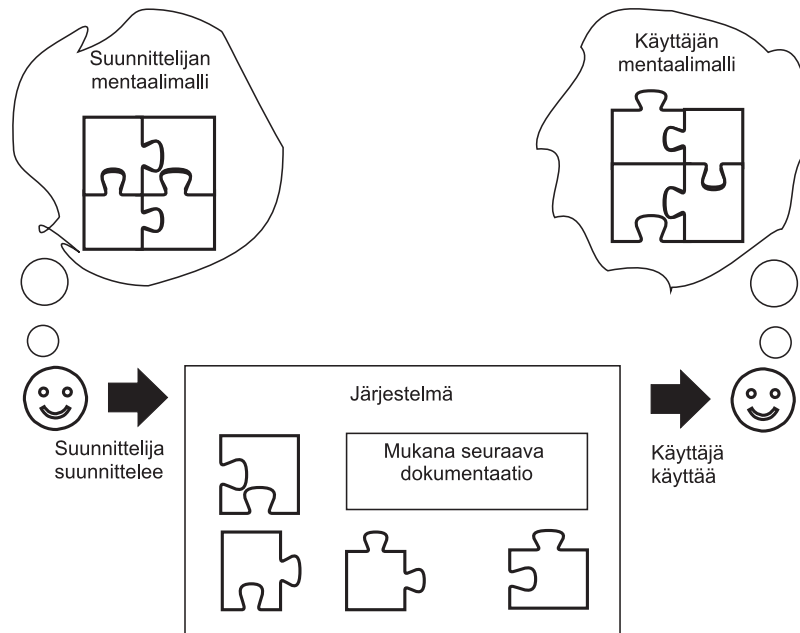 Suunnittelijan
mentaalimalli
Käyttäjän
mentaalimalli
Järjestelmä
Suunnittelija
suunnittelee
Mukana seuraava
dokumentaatio
Käyttäjä
käyttää